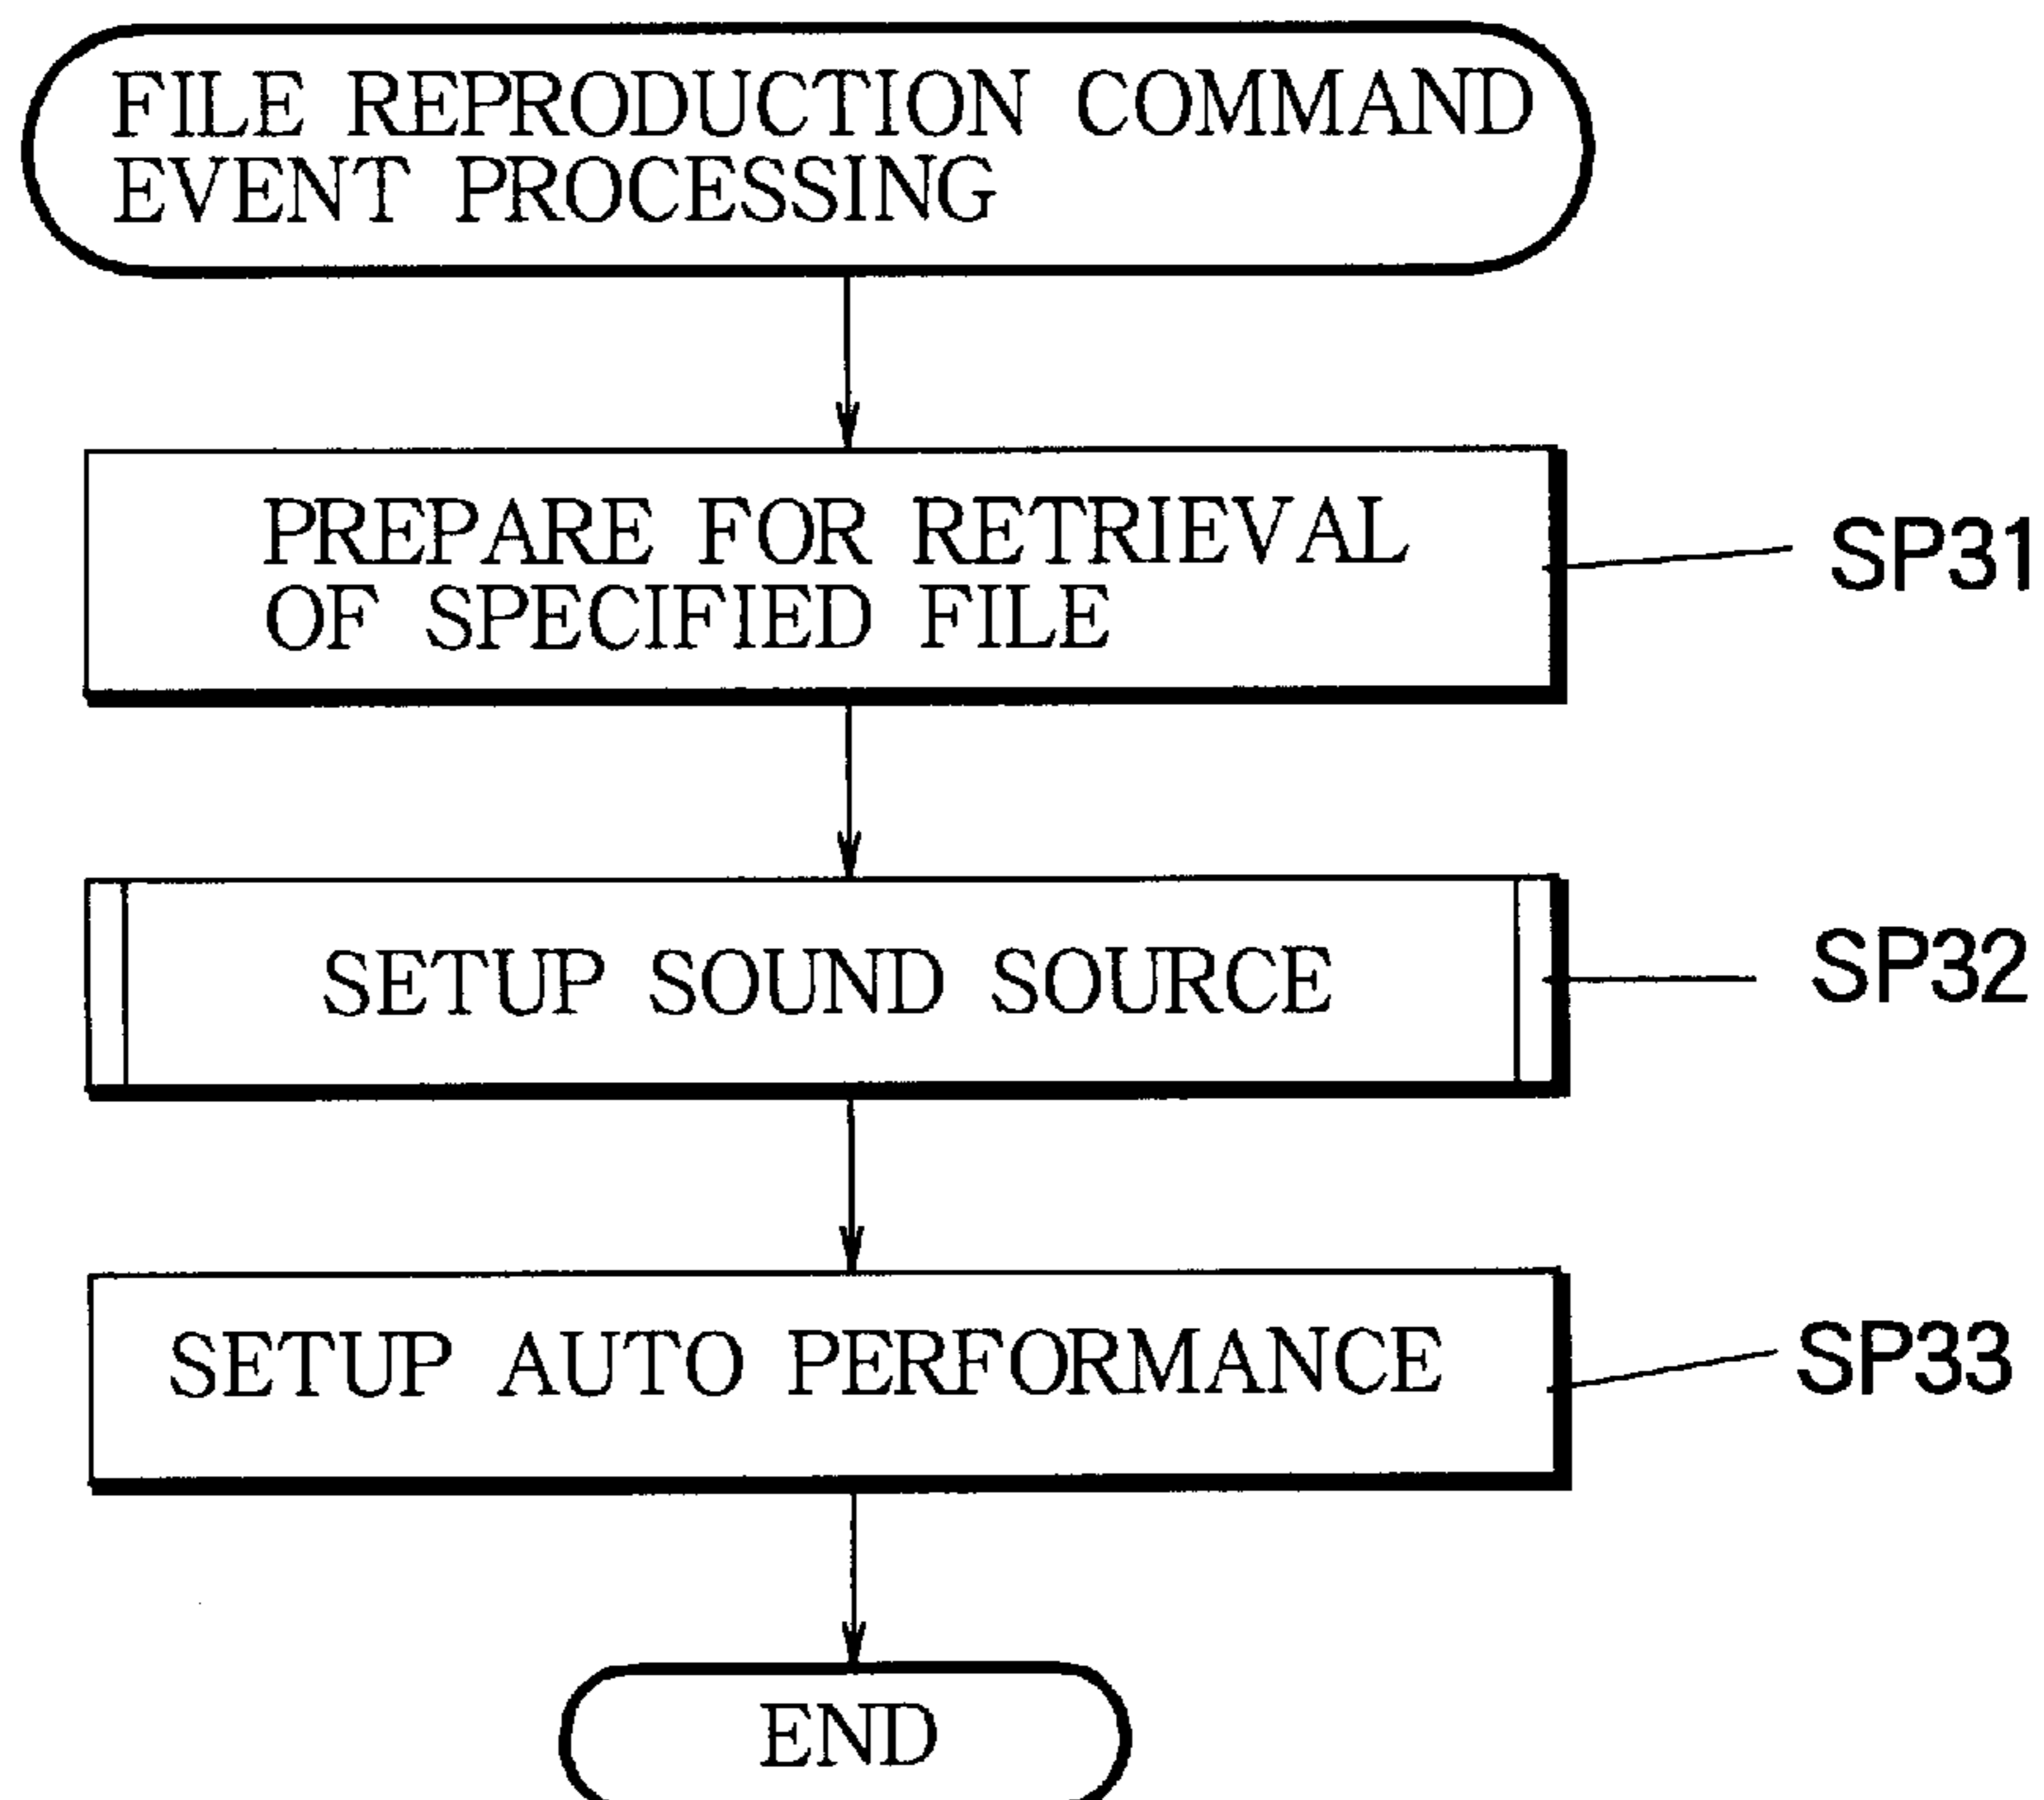 FILE REPRODUCTION COMMAND
EVENT PROCESSING
PREPARE FOR RETRIEVAL
OF SPECIFIED FILE
SP31
SETUP SOUND SOURCE
SP32
SETUP AUTO PERFORMANCE
SP33
END